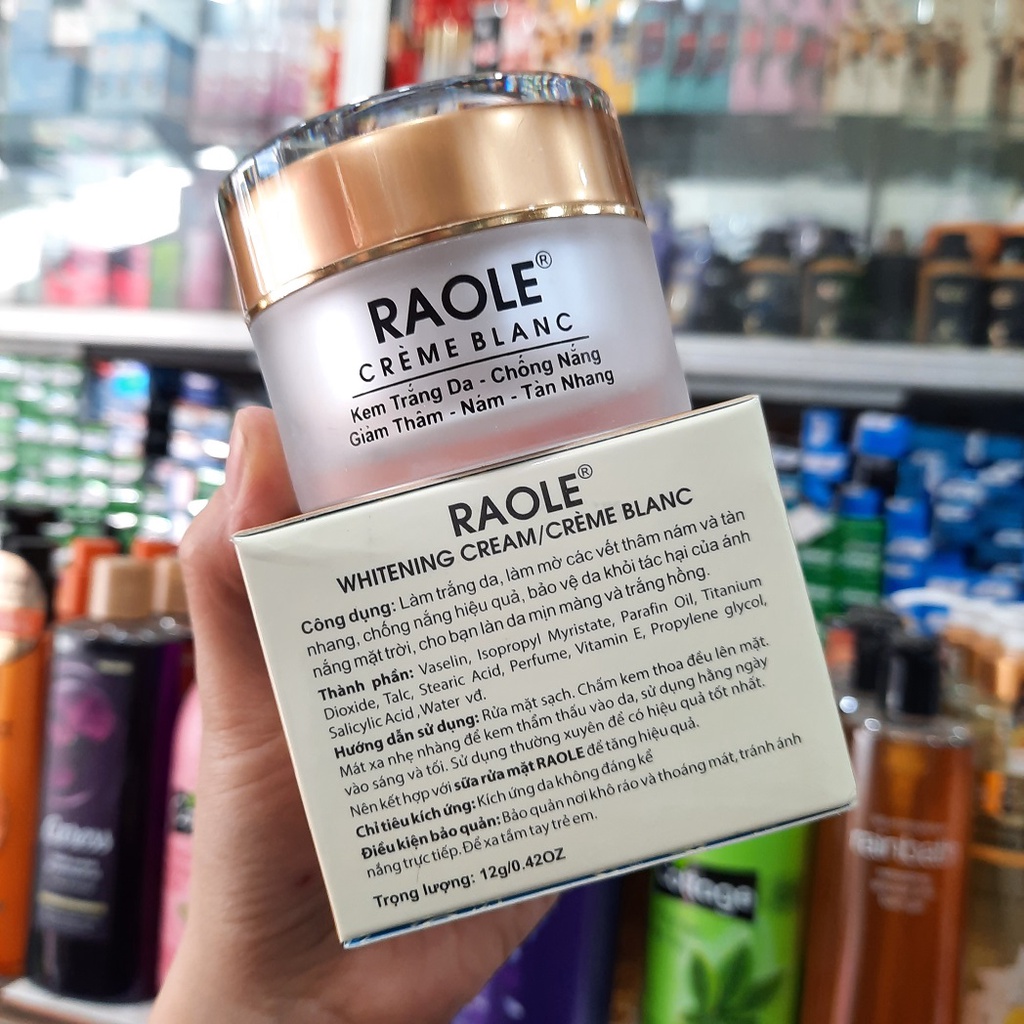 RAOLE®
CRÈME BLANC
Kem Trắng Da - Chống Nắng
Giảm Thâm - Nám - Tàn Nhang
RAOLE®
WHITENING CREAM/CRÈME BLANC
Công dụng: Làm trắng da, làm mờ các vết thâm nám và tàn
nhang, chống nắng hiệu quả, bảo vệ da khỏi tác hại của ánh
nắng mặt trời, cho bạn làn da mịn màng và trắng hồng.
Thành phần: Vaselin, Isopropyl Myristate, Parafin Oil, Titanium
Dioxide, Talc, Stearic Acid, Perfume, Vitamin E, Propylene glycol,
Salicylic Acid, Water vđ.
Hướng dẫn sử dụng: Rửa mặt sạch. Chấm kem thoa đều lên mặt.
Mát xa nhẹ nhàng để kem thẩm thấu vào da, sử dụng hằng ngày
vào sáng và tối. Sử dụng thường xuyên để có hiệu quả tốt nhất.
Nên kết hợp với sữa rửa mặt RAOLE để tăng hiệu quả.
Chỉ tiêu kích ứng: Kích ứng da không đáng kể
Điều kiện bảo quản: Bảo quản nơi khô ráo và thoáng mát, tránh ánh
nắng trực tiếp. Để xa tầm tay trẻ em.
Trọng lượng: 12g/0.42OZ